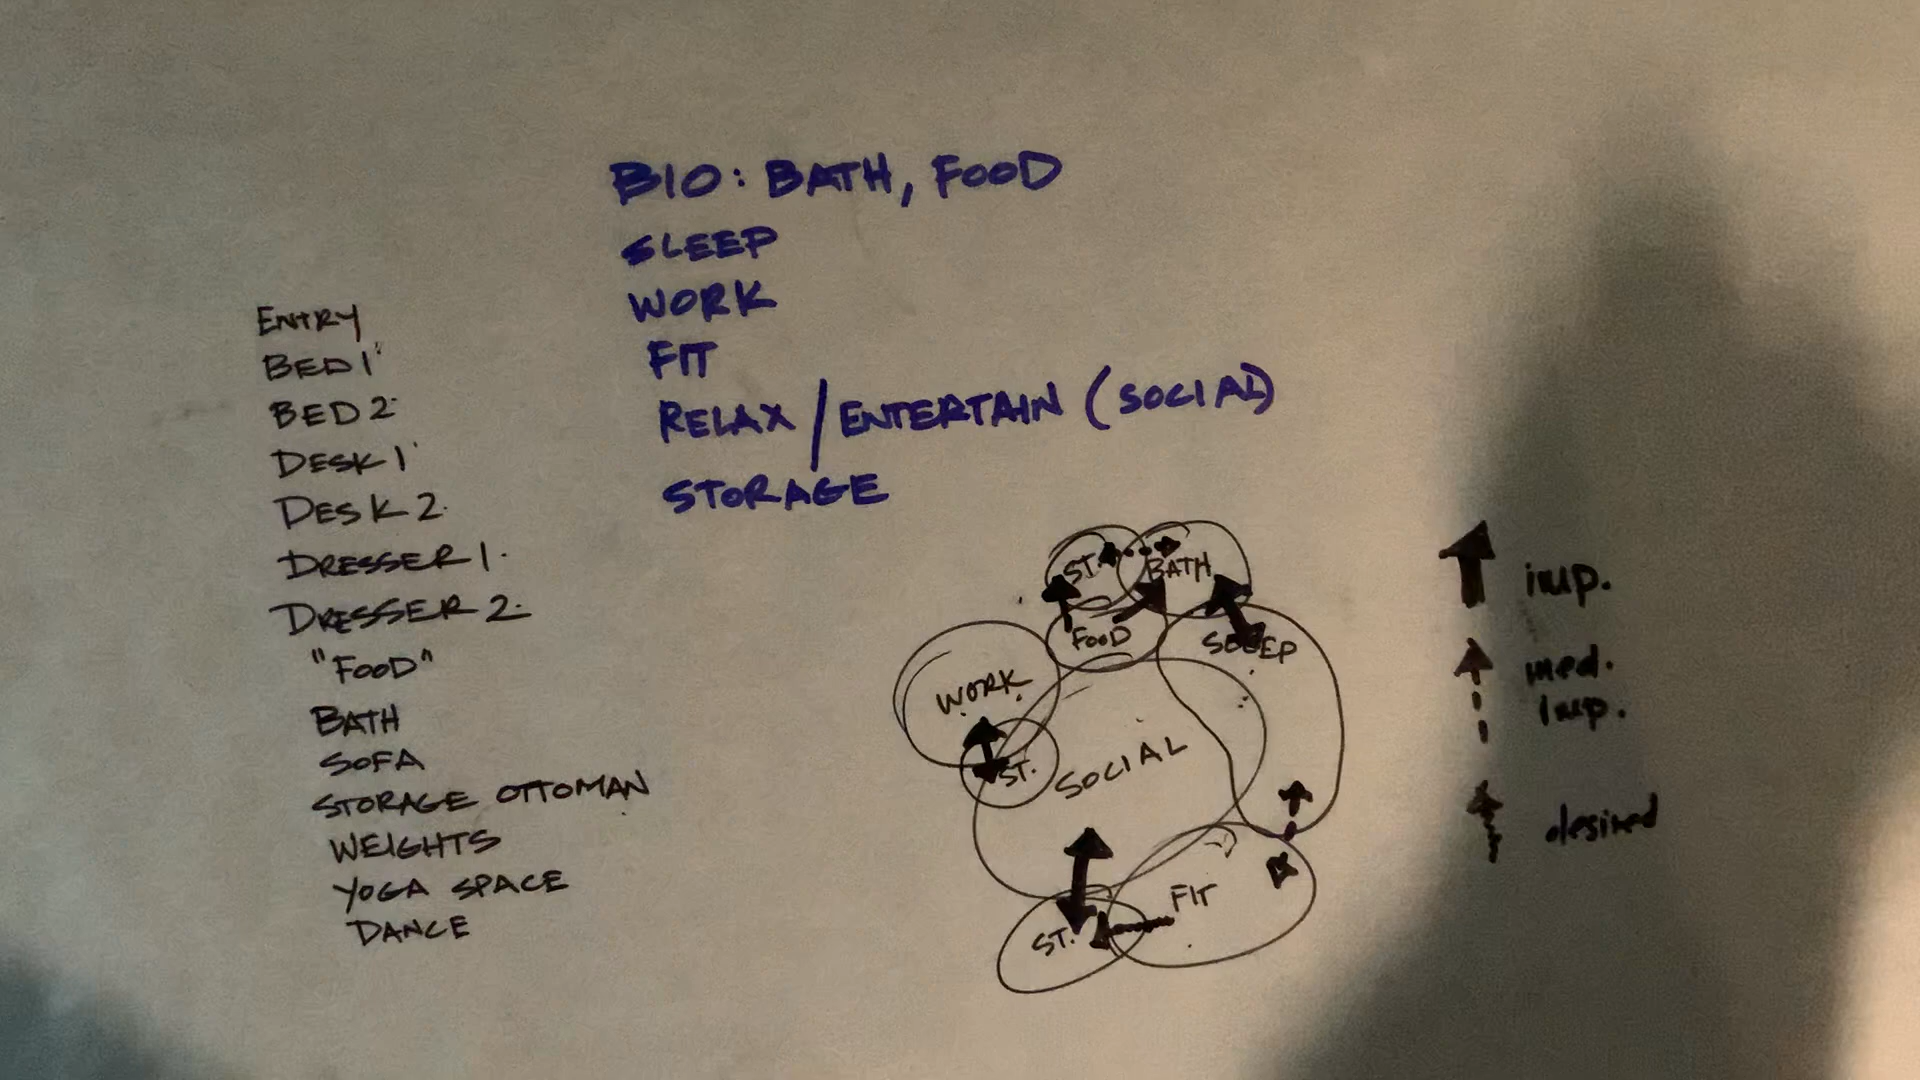 BIO: BATH, FOOD
SLEEP
WORK
FIT
RELAX / ENTERTAIN (SOCIAL)
STORAGE
ENTRY
BED 1
BED 2
DESK 1
DESK 2
DRESSER 1
DRESSER 2
"FOOD"
BATH
SOFA
STORAGE OTTOMAN
WEIGHTS
YOGA SPACE
DANCE
ST.
BATH
FOOD
SLEEP
WORK
ST.
SOCIAL
FIT
ST.
imp.
med.
imp.
desired